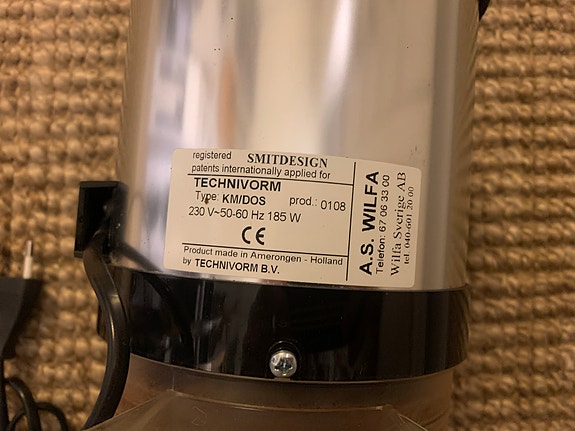 registered SMITDESIGN
patents internationally applied for
TECHNIVORM
Type: KM/DOS prod.: 0108
230 V~50-60 Hz 185 W
CE
Product made in Amerongen - Holland
by TECHNIVORM B.V.
A.S. WILFA
Telefon: 67 06 33 00
Wilfa Sverige AB
tel. 040-601 20 00